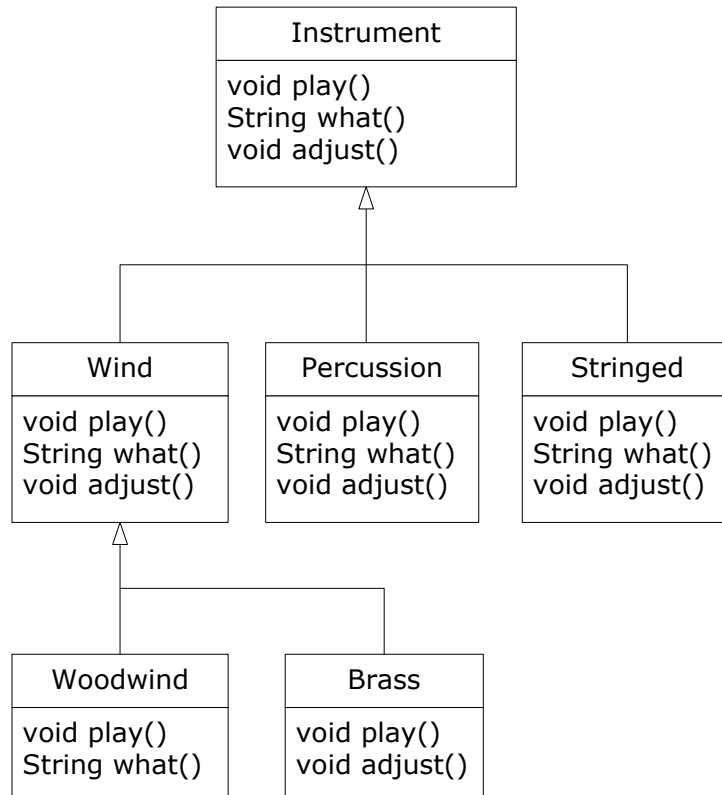 Instrument
void play()
String what()
void adjust()
Wind
void play()
String what()
void adjust()
Percussion
void play()
String what()
void adjust()
Stringed
void play()
String what()
void adjust()
Woodwind
void play()
String what()
Brass
void play()
void adjust()